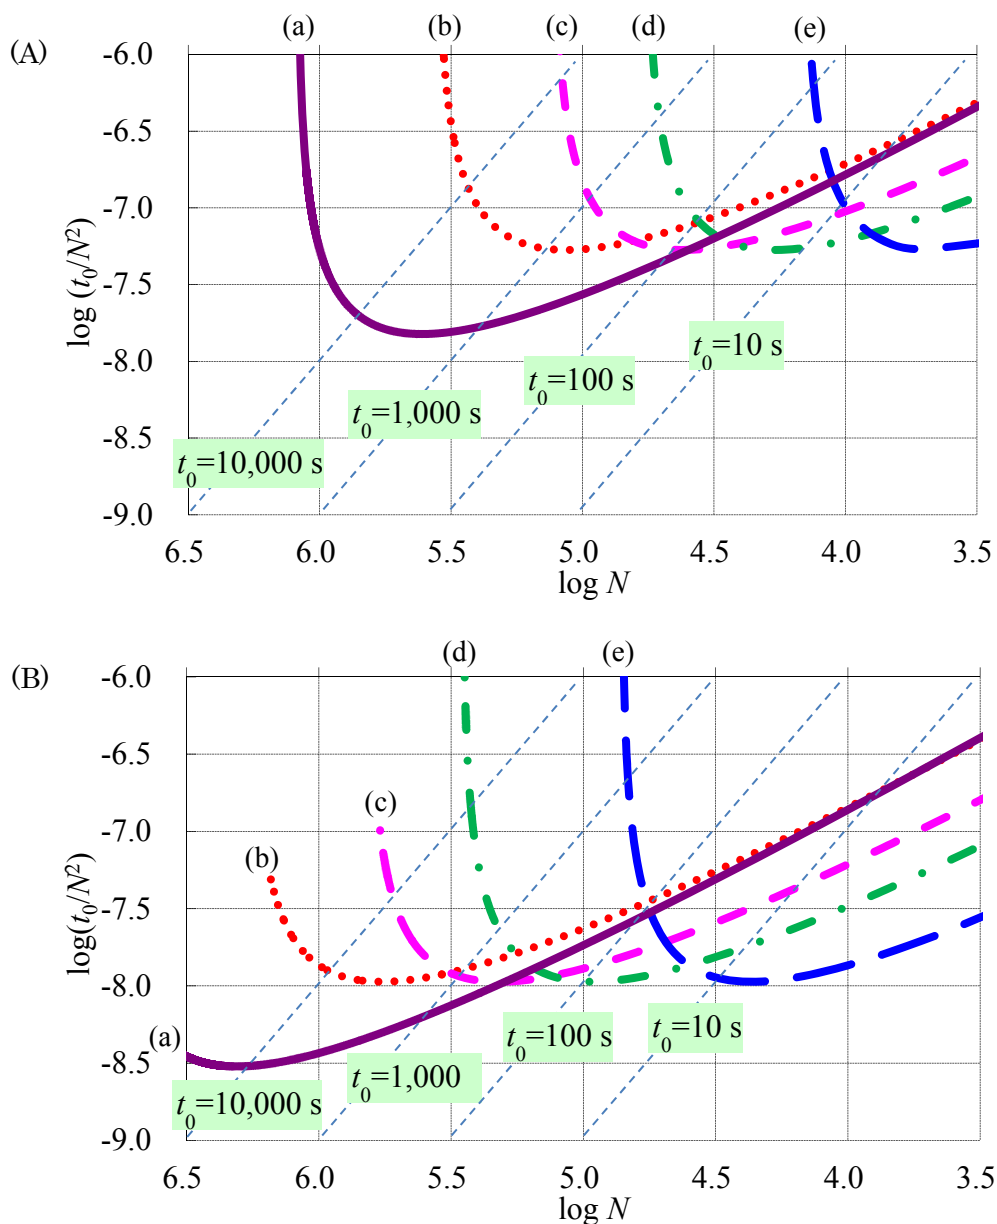 (A)
(a) (b) (c) (d) (e)
-6.0
-6.5
-7.0
-7.5
-8.0
-8.5
-9.0
log (t0/N2)
t0=10 s
t0=100 s
t0=1,000 s
t0=10,000 s
6.5 6.0 5.5 5.0 4.5 4.0 3.5
log N
(B)
(d) (e)
(c)
(b)
(a)
-6.0
-6.5
-7.0
-7.5
-8.0
-8.5
-9.0
log(t0/N2)
t0=10 s
t0=100 s
t0=1,000
t0=10,000 s
6.5 6.0 5.5 5.0 4.5 4.0 3.5
log N